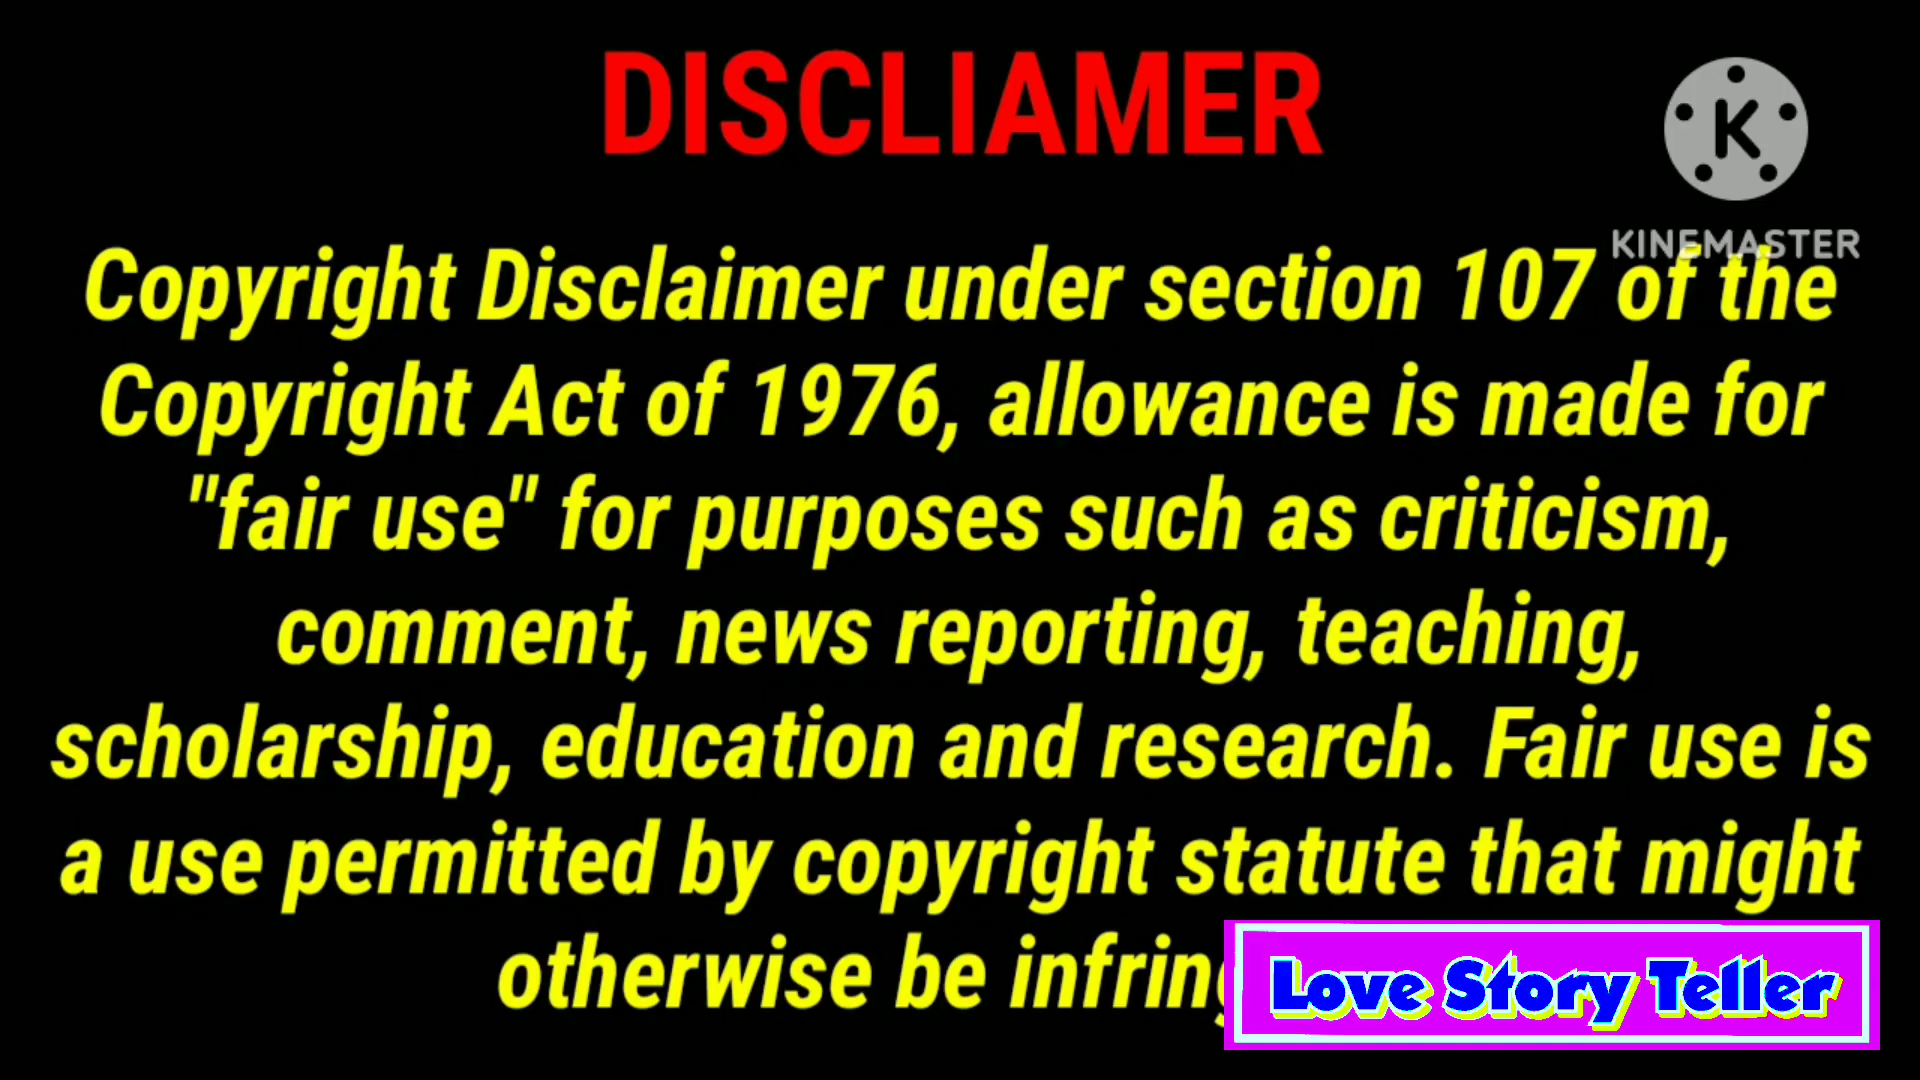 DISCLIAMER
KINEMASTER
Copyright Disclaimer under section 107 of the
Copyright Act of 1976, allowance is made for
"fair use" for purposes such as criticism,
comment, news reporting, teaching,
scholarship, education and research. Fair use is
a use permitted by copyright statute that might
otherwise be
Love Story Teller